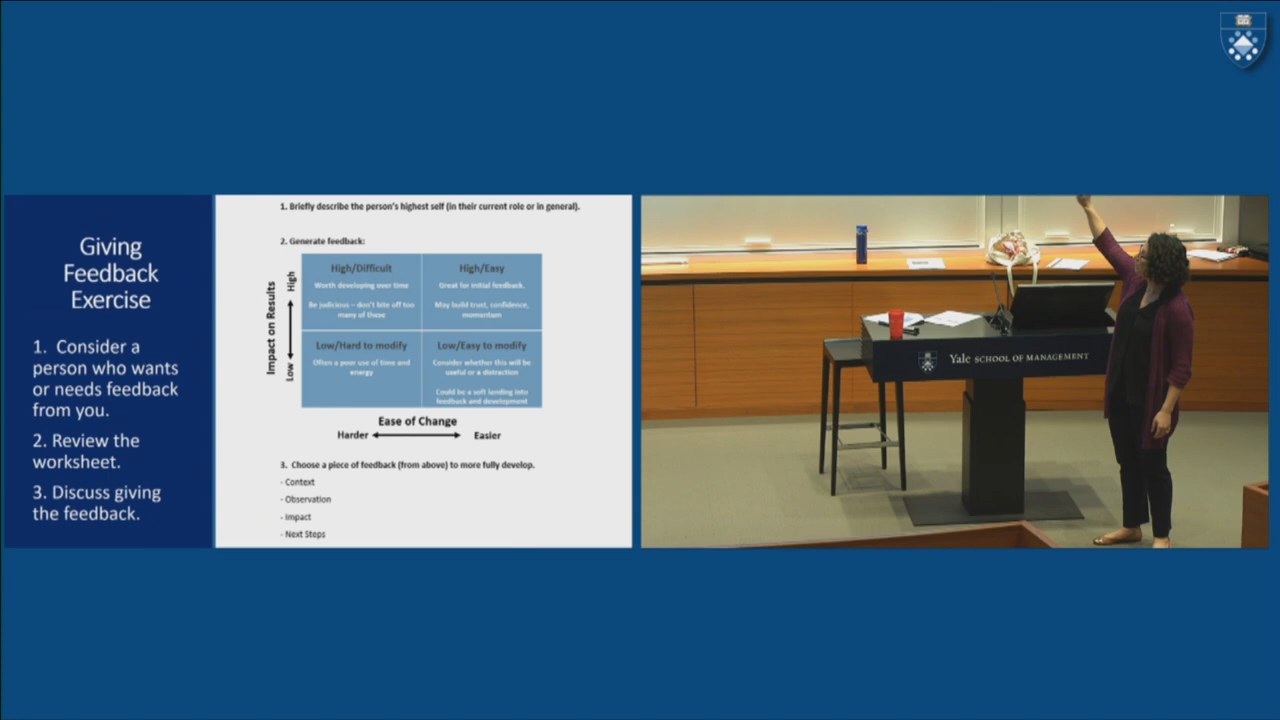 Giving
Feedback
Exercise
1. Consider a
person who wants
or needs feedback
from you.
2. Review the
worksheet.
3. Discuss giving
the feedback.
1. Briefly describe the person's highest self (in their current role or in general).
2. Generate feedback:
Impact on Results
High
Low
High/Difficult
Worth developing over time
Be judicious – don't bite off too
many of these
High/Easy
Great for initial feedback.
May build trust, confidence,
momentum
Low/Hard to modify
Often a poor use of time and
energy
Low/Easy to modify
Consider whether this will be
useful or a distraction
Could be a soft landing into
feedback and development
Ease of Change
Harder
Easier
3. Choose a piece of feedback (from above) to more fully develop.
- Context
- Observation
- Impact
- Next Steps
Yale SCHOOL OF MANAGEMENT